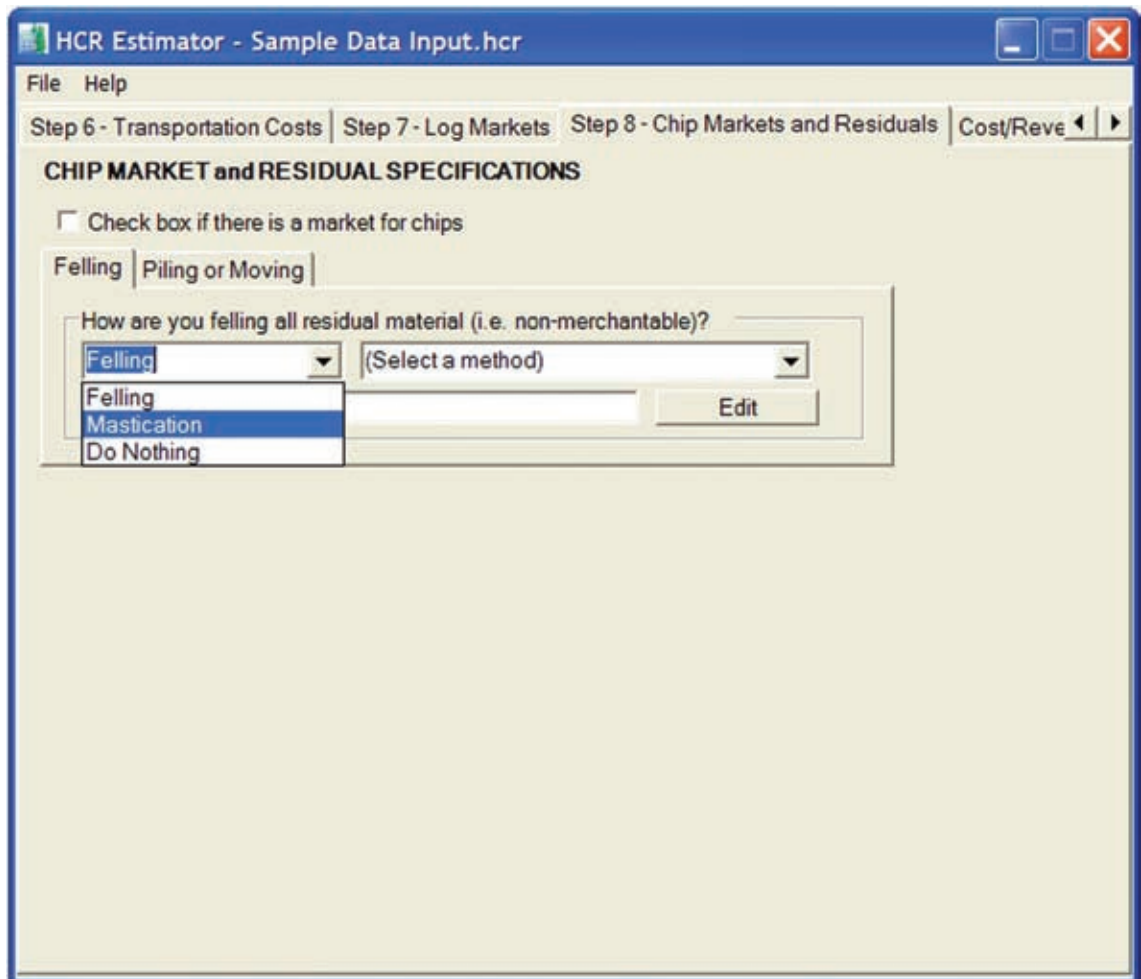 HCR Estimator - Sample Data Input.hcr
File Help
Step 6 - Transportation Costs Step 7 - Log Markets Step 8 - Chip Markets and Residuals Cost/Reve
CHIP MARKET and RESIDUAL SPECIFICATIONS
Check box if there is a market for chips
Felling Piling or Moving
How are you felling all residual material (i.e. non-merchantable)?
Felling (Select a method)
Felling
Edit
Mastication
Do Nothing